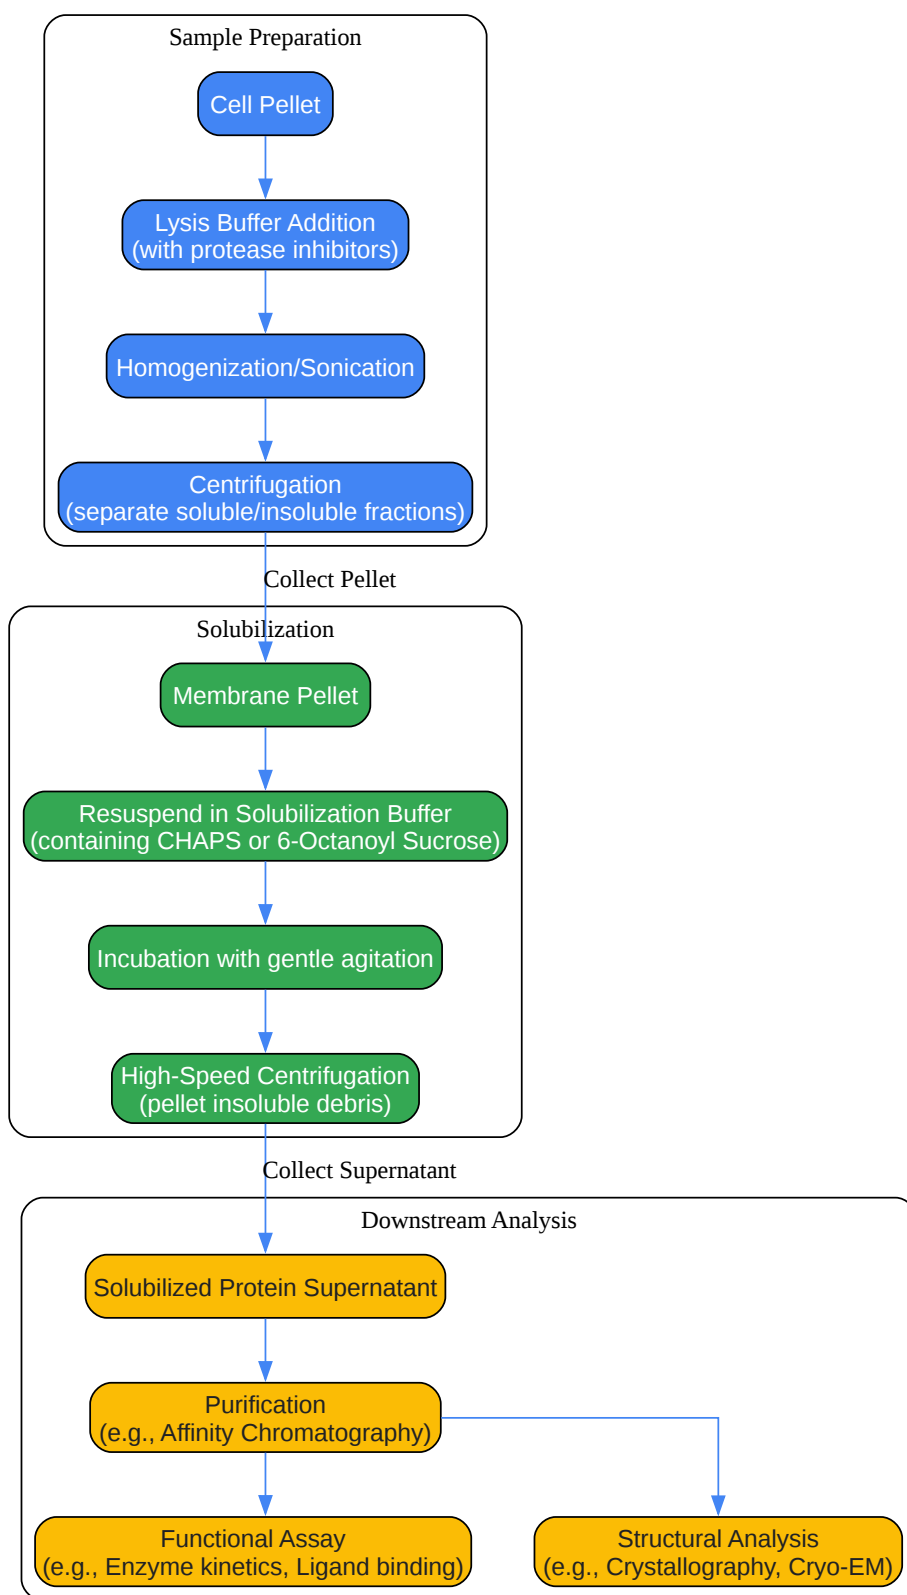 Sample Preparation
Cell Pellet
Lysis Buffer Addition
(with protease inhibitors)
Homogenization/Sonication
Centrifugation
(separate soluble/insoluble fractions)
Collect Pellet
Solubilization
Membrane Pellet
Resuspend in Solubilization Buffer
(containing CHAPS or 6-Octanoyl Sucrose)
Incubation with gentle agitation
High-Speed Centrifugation
(pellet insoluble debris)
Collect Supernatant
Downstream Analysis
Solubilized Protein Supernatant
Purification
(e.g., Affinity Chromatography)
Functional Assay
(e.g., Enzyme kinetics, Ligand binding)
Structural Analysis
(e.g., Crystallography, Cryo-EM)